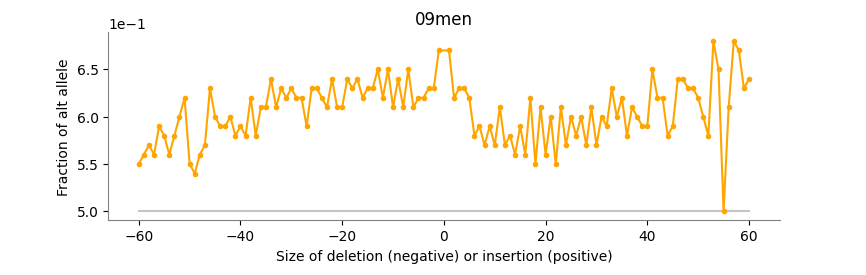 09men
1e−1
Fraction of alt allele
6.5
6.0
5.5
5.0
−60 −40 −20 0 20 40 60
Size of deletion (negative) or insertion (positive)